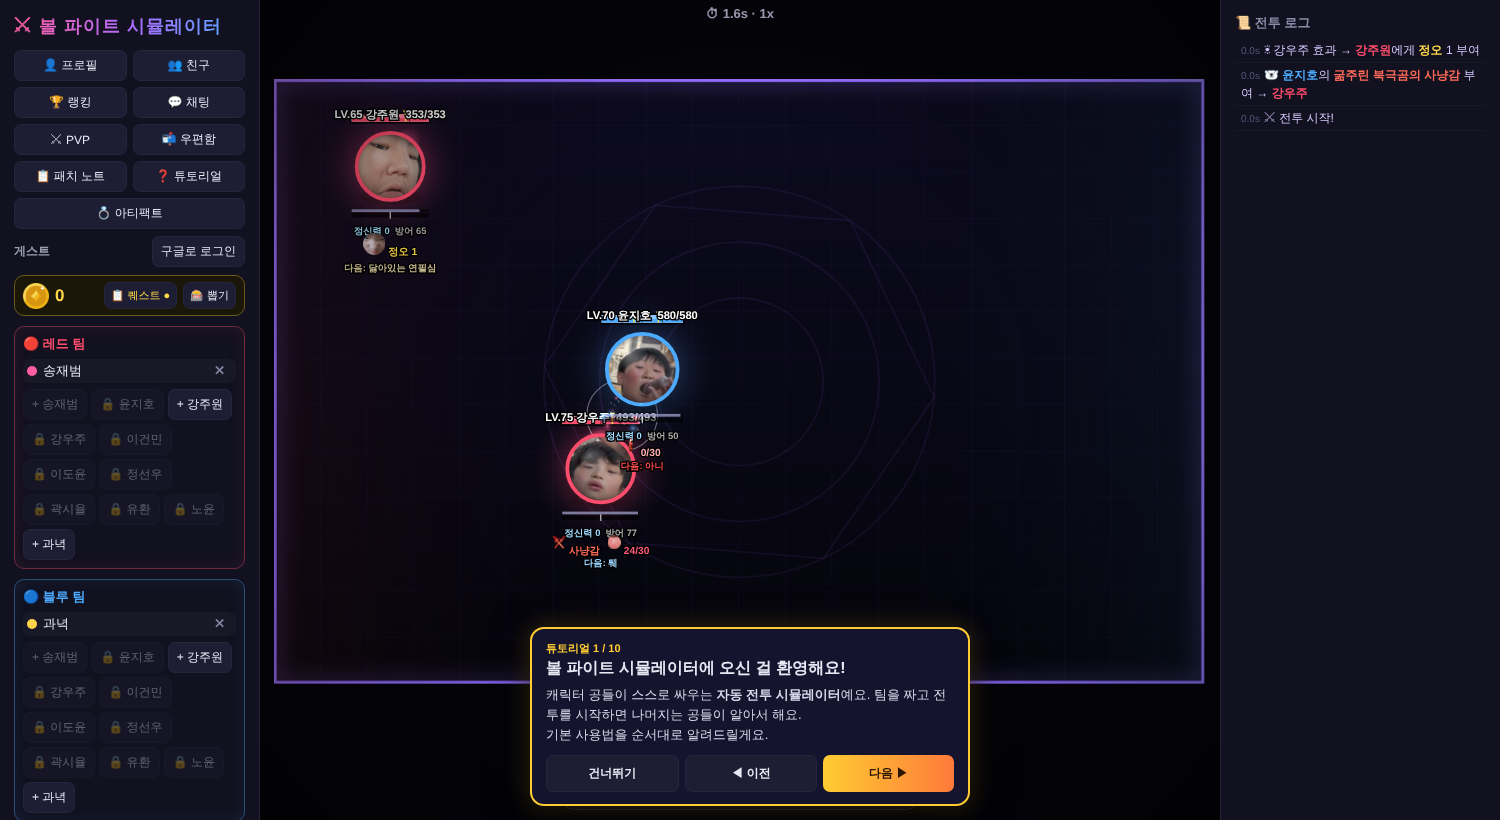 ⚔ 볼 파이트 시뮬레이터
👤 프로필
👥 친구
🏆 랭킹
💬 채팅
⚔ PVP
📬 우편함
📋 패치 노트
❓ 튜토리얼
💍 아티팩트
게스트
구글로 로그인
0
📋 퀘스트 ●
🎰 뽑기
🔴 레드 팀
송재범 ✕
+ 송재범
🔒 윤지호
+ 강주원
🔒 강우주
🔒 이건민
🔒 이도윤
🔒 정선우
🔒 곽시율
🔒 유환
🔒 노윤
+ 과녁
🔵 블루 팀
과녁 ✕
+ 송재범
🔒 윤지호
+ 강주원
🔒 강우주
🔒 이건민
🔒 이도윤
🔒 정선우
🔒 곽시율
🔒 유환
🔒 노윤
+ 과녁
⏱ 1.6s · 1x
LV.65 강주원 353/353
정신력 0 방어 65
정오 1
다음: 닳아있는 연필심
LV.70 윤지호 580/580
정신력 0 방어 50
0/30
다음: 아니
LV.75 강우주 493/493
정신력 0 방어 77
사냥감
24/30
다음: 퉤
튜토리얼 1 / 10
볼 파이트 시뮬레이터에 오신 걸 환영해요!
캐릭터 공들이 스스로 싸우는 자동 전투 시뮬레이터예요. 팀을 짜고 전
투를 시작하면 나머지는 공들이 알아서 해요.
기본 사용법을 순서대로 알려드릴게요.
건너뛰기
◀ 이전
다음 ▶
📜 전투 로그
0.0s 강우주 효과 → 강주원에게 정오 1 부여
0.0s 🐻‍❄️ 윤지호의 굶주린 북극곰의 사냥감 부
여 → 강우주
0.0s ⚔ 전투 시작!